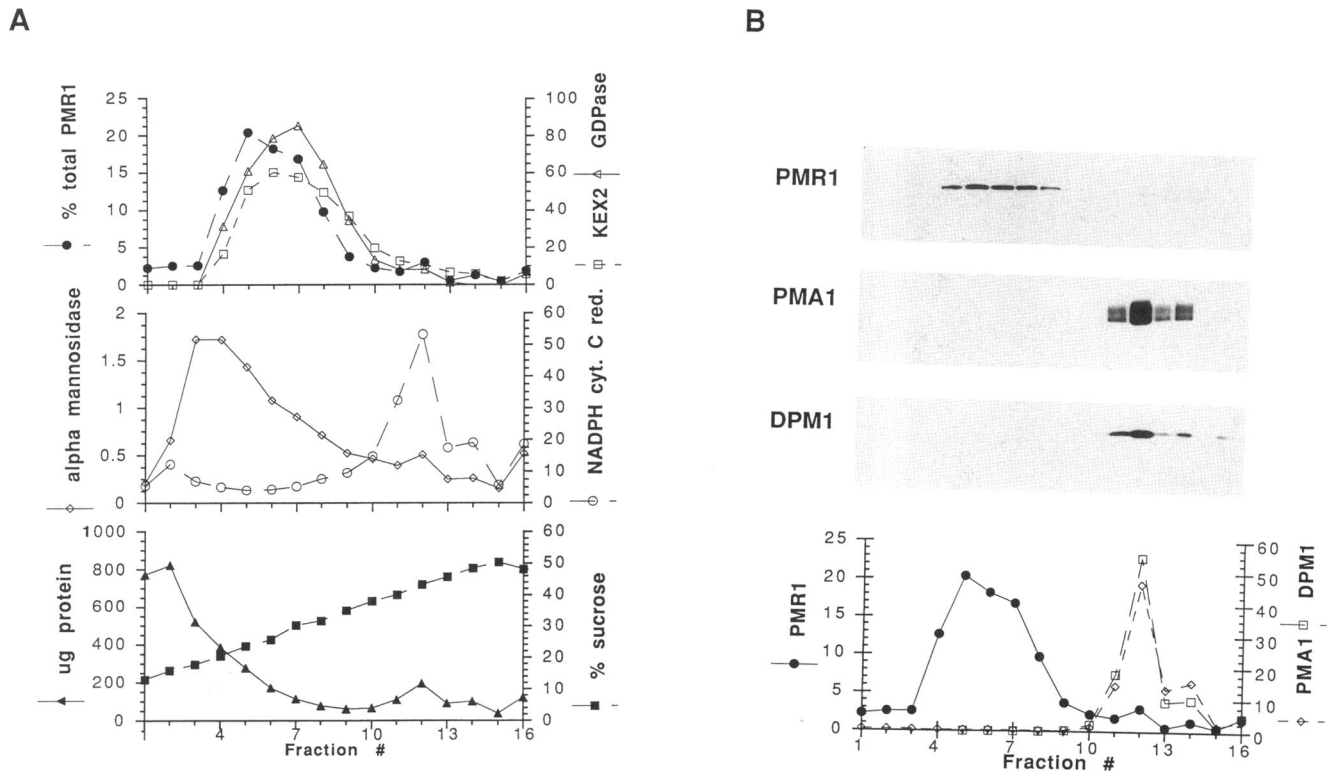 A
B
% total PMR1
25
20
15
10
5
0
100
80
60
40
20
0
GDPase
KEX2
alpha mannosidase
2
1.5
1
0.5
0
60
50
40
30
20
10
0
NADPH cyt. C red.
ug protein
1000
800
600
400
200
0
60
50
40
30
20
10
0
% sucrose
1 4 7 10 13 16
Fraction #
PMR1
PMA1
DPM1
PMR1
25
20
15
10
5
0
60
50
40
30
20
10
0
DPM1
PMA1
1 4 7 10 13 16
Fraction #